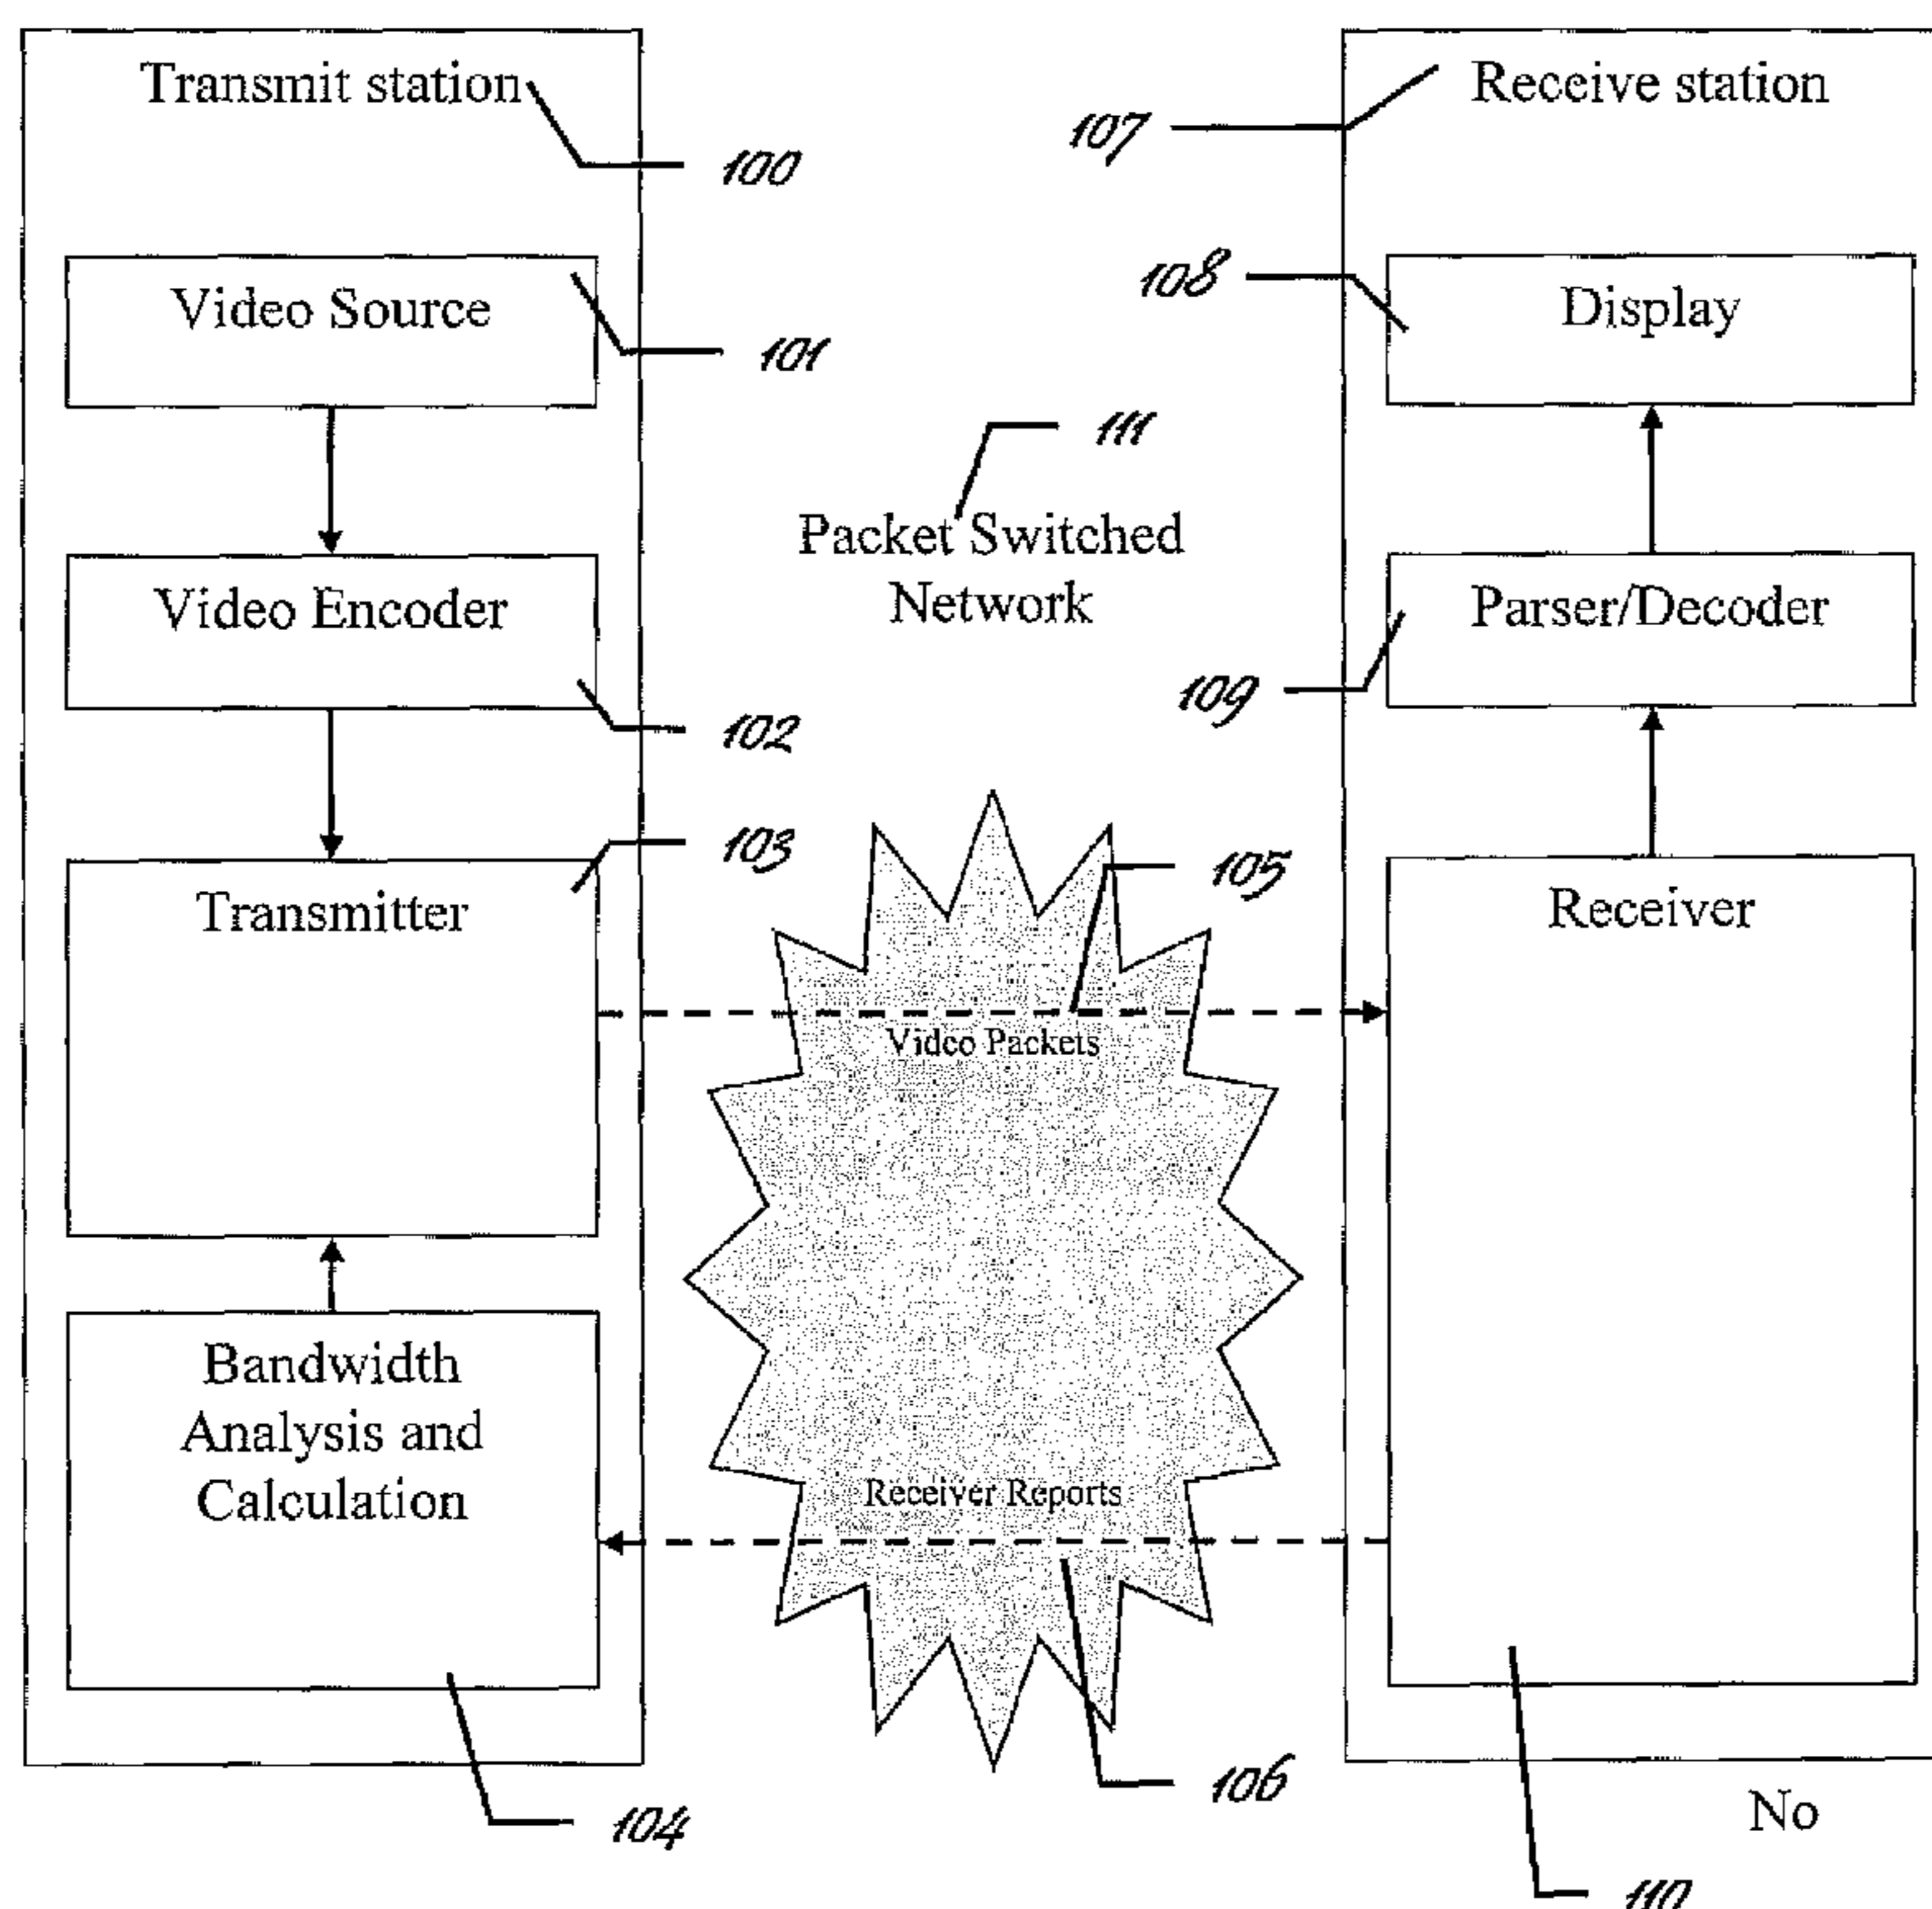 Transmit station
100
Video Source
101
Video Encoder
102
Transmitter
103
Bandwidth
Analysis and
Calculation
104
111
Packet Switched
Network
105
Video Packets
Receiver Reports
106
107
Receive station
108
Display
109
Parser/Decoder
Receiver
No
110